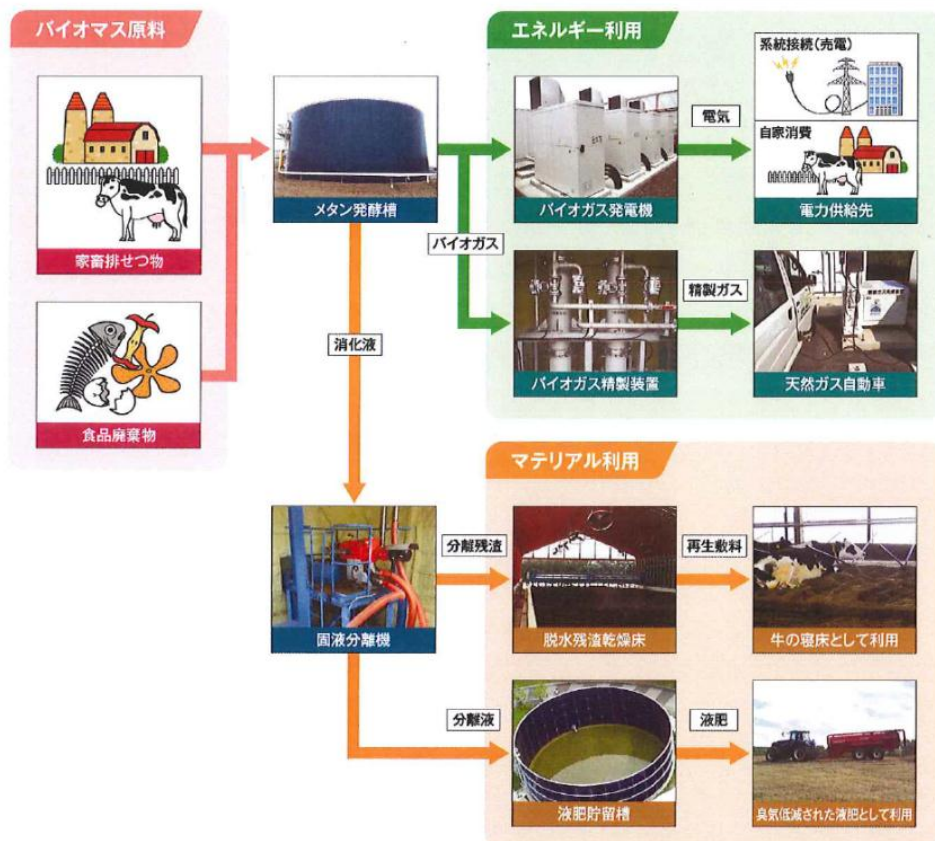 バイオマス原料
家畜排せつ物
食品廃棄物
メタン発酵槽
バイオガス
消化液
エネルギー利用
バイオガス発電機
電気
系統接続(売電)
自家消費
電力供給先
バイオガス精製装置
精製ガス
天然ガス自動車
固液分離機
マテリアル利用
分離残渣
脱水残渣乾燥床
再生敷料
牛の寝床として利用
分離液
液肥貯留槽
液肥
臭気低減された液肥として利用